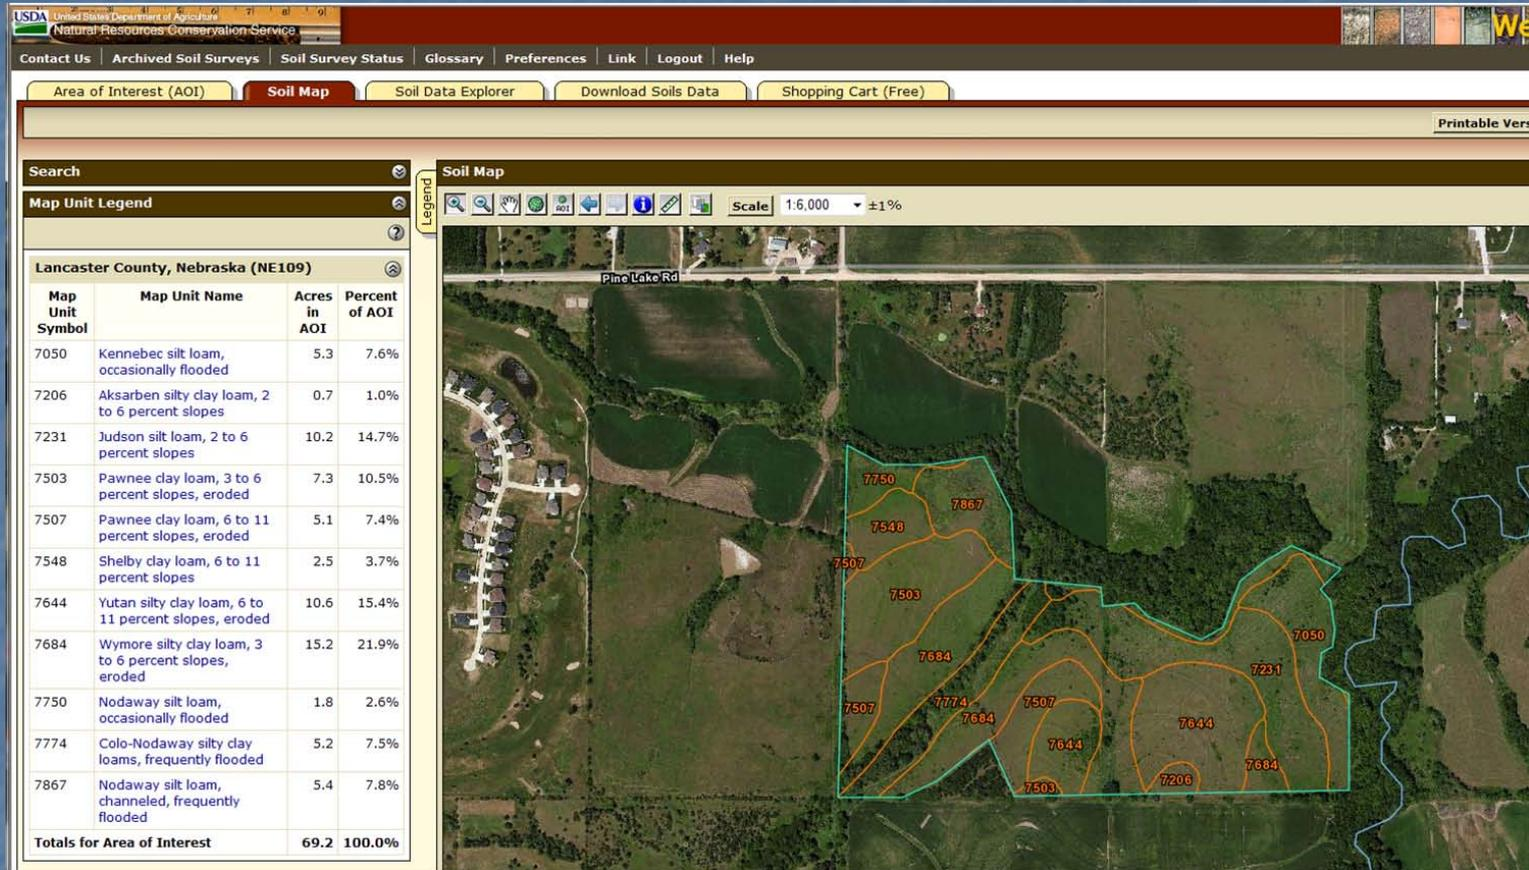 6 7 8 9
USDA United States Department of Agriculture
Natural Resources Conservation Service
We
Contact Us Archived Soil Surveys Soil Survey Status Glossary Preferences Link Logout Help
Area of Interest (AOI) Soil Map Soil Data Explorer Download Soils Data Shopping Cart (Free)
Printable Vers
Search
Map Unit Legend
?
Lancaster County, Nebraska (NE109)
Map Unit Symbol Map Unit Name Acres in AOI Percent of AOI
7050 Kennebec silt loam, 5.3 7.6%
occasionally flooded
7206 Aksarben silty clay loam, 2 0.7 1.0%
to 6 percent slopes
7231 Judson silt loam, 2 to 6 10.2 14.7%
percent slopes
7503 Pawnee clay loam, 3 to 6 7.3 10.5%
percent slopes, eroded
7507 Pawnee clay loam, 6 to 11 5.1 7.4%
percent slopes, eroded
7548 Shelby clay loam, 6 to 11 2.5 3.7%
percent slopes
7644 Yutan silty clay loam, 6 to 10.6 15.4%
11 percent slopes, eroded
7684 Wymore silty clay loam, 3 15.2 21.9%
to 6 percent slopes,
eroded
7750 Nodaway silt loam, 1.8 2.6%
occasionally flooded
7774 Colo-Nodaway silty clay 5.2 7.5%
loams, frequently flooded
7867 Nodaway silt loam, 5.4 7.8%
channeled, frequently
flooded
Totals for Area of Interest 69.2 100.0%
Legend
Soil Map
AOI i Scale 1:6,000 ±1%
Pine Lake Rd
7750
7867
7548
7507
7503
7050
7684
7231
7774
7507
7507
7684
7644
7644
7684
7206
7503